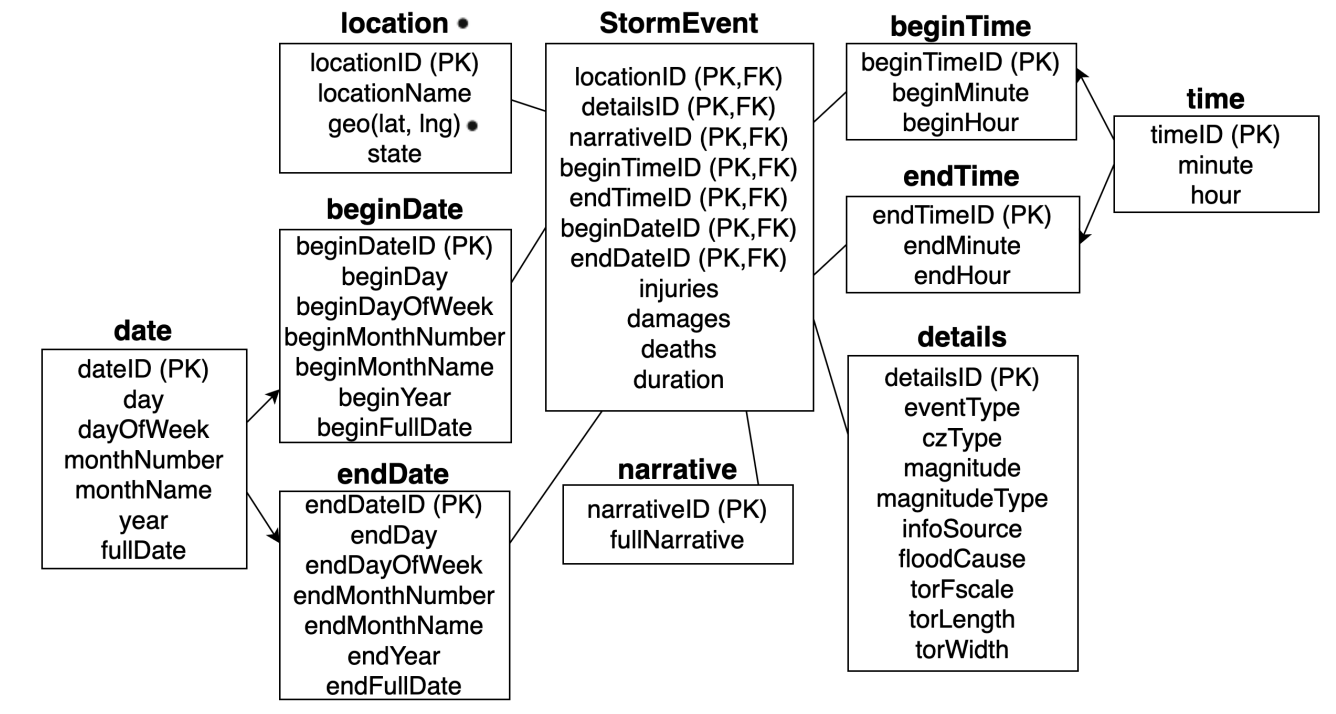 location
locationID (PK)
locationName
geo(lat, lng)
state
StormEvent
locationID (PK,FK)
detailsID (PK,FK)
narrativeID (PK,FK)
beginTimeID (PK,FK)
endTimeID (PK,FK)
beginDateID (PK,FK)
endDateID (PK,FK)
injuries
damages
deaths
duration
beginTime
beginTimeID (PK)
beginMinute
beginHour
time
timeID (PK)
minute
hour
endTime
endTimeID (PK)
endMinute
endHour
beginDate
beginDateID (PK)
beginDay
beginDayOfWeek
beginMonthNumber
beginMonthName
beginYear
beginFullDate
date
dateID (PK)
day
dayOfWeek
monthNumber
monthName
year
fullDate
endDate
endDateID (PK)
endDay
endDayOfWeek
endMonthNumber
endMonthName
endYear
endFullDate
narrative
narrativeID (PK)
fullNarrative
details
detailsID (PK)
eventType
czType
magnitude
magnitudeType
infoSource
floodCause
torFscale
torLength
torWidth